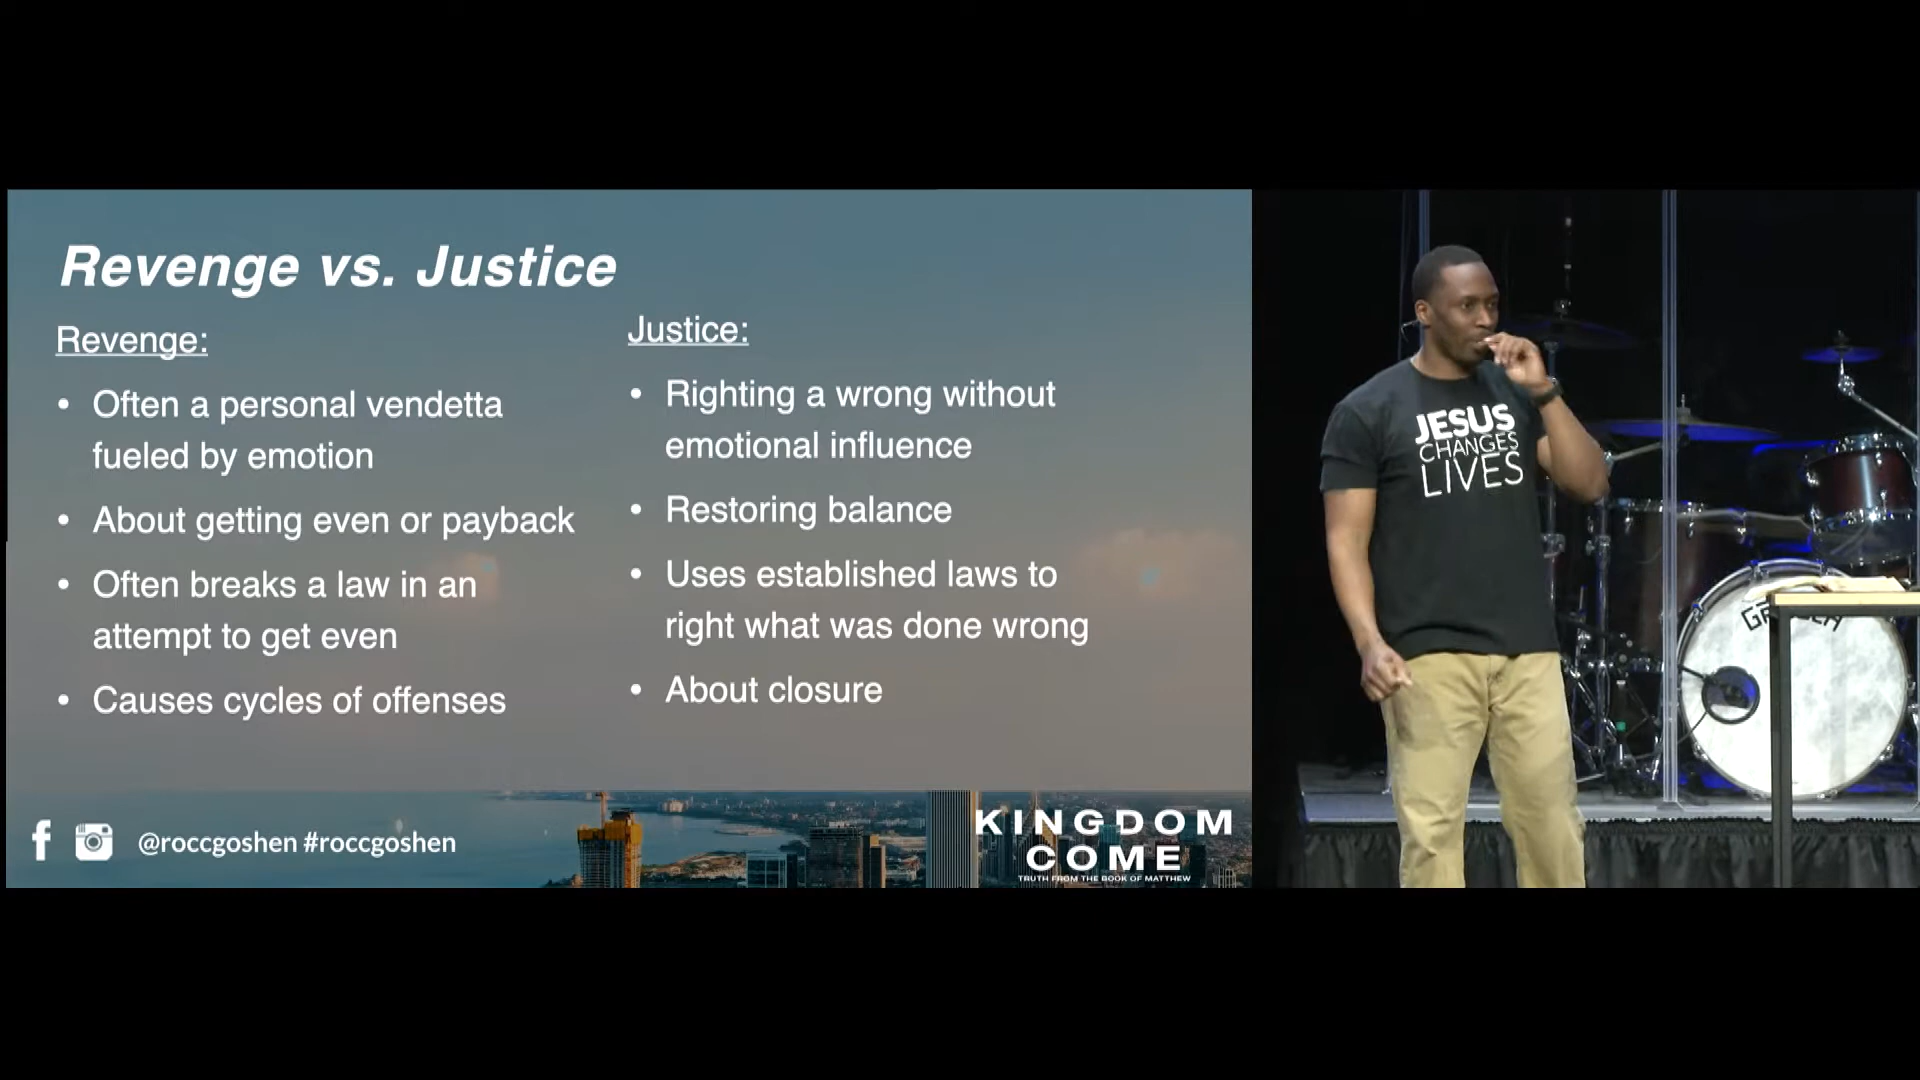 Revenge vs. Justice
Revenge:
• Often a personal vendetta
fueled by emotion
• About getting even or payback
• Often breaks a law in an
attempt to get even
• Causes cycles of offenses
Justice:
• Righting a wrong without
emotional influence
• Restoring balance
• Uses established laws to
right what was done wrong
• About closure
@roccgoshen #roccgoshen
KINGDOM
COME
TRUTH FROM THE BOOK OF MATTHEW
JESUS
CHANGES
LIVES